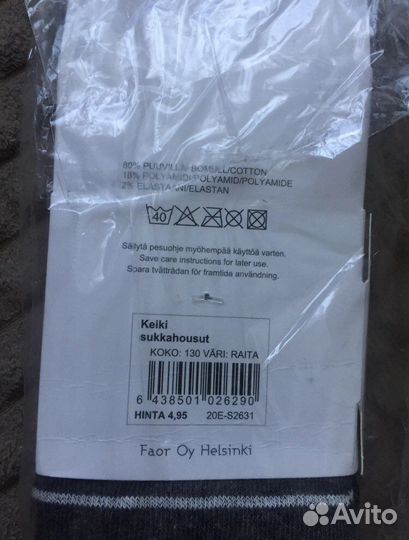 80% PUUVILLA/BOMULL/COTTON
18% POLYAMIDI/POLYAMID/POLYAMIDE
2% ELASTAANI/ELASTAN
40
Säilytä pesuohje myöhempää käyttöä varten.
Save care instructions for later use.
Spara tvättrådan för framtida användning.
Keiki
sukkahousut
KOKO: 130 VÄRI: RAITA
6 438501 026290
HINTA 4,95 20E-S2631
Faor Oy Helsinki
Avito